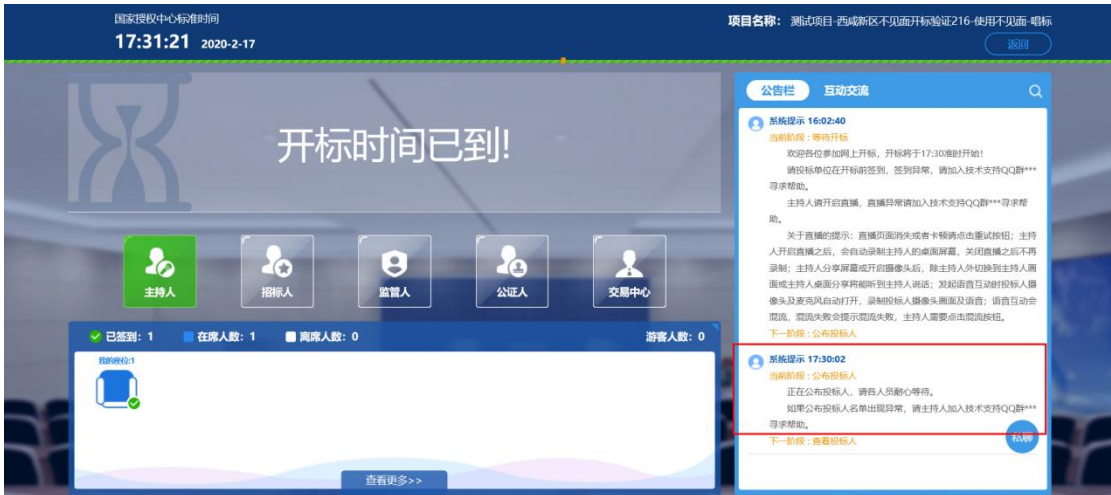 国家授权中心标准时间
17:31:21 2020-2-17
项目名称： 测试项目-西咸新区不见面开标验证216-使用不见面-唱标
返回
开标时间已到!
主持人
招标人
监管人
公证人
交易中心
已签到：1 在席人数：1 离席人数：0 游客人数：0
我的座位:1
查看更多>>
公告栏 互动交流
系统提示 16:02:40
当前阶段 : 等待开标
欢迎各位参加网上开标，开标将于17:30准时开始!
请投标单位在开标前签到，签到异常，请加入技术支持QQ群***
寻求帮助。
主持人请开启直播，直播异常请加入技术支持QQ群***寻求帮
助。
关于直播的提示：直播页面消失或者卡顿请点击重试按钮；主持
人开启直播之后，会自动录制主持人的桌面屏幕，关闭直播之后不再
录制；主持人分享屏幕或开启摄像头后，除主持人外切换到主持人画
面或主持人桌面分享将能听到主持人说话；发起语音互动时投标人摄
像头及麦克风自动打开，录制投标人摄像头画面及语音；语音互动会
混流，混流失败会提示混流失败，主持人需要点击混流按钮。
下一阶段 : 公布投标人
系统提示 17:30:02
当前阶段 : 公布投标人
正在公布投标人，请各人员耐心等待。
如果公布投标人名单出现异常，请主持人加入技术支持QQ群***
寻求帮助。
下一阶段 : 查看投标人
私聊